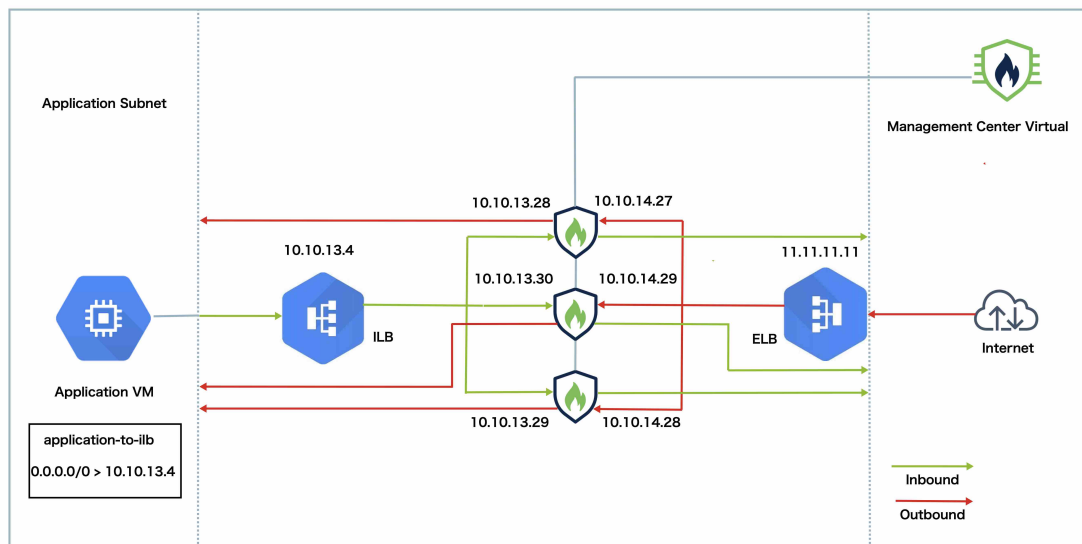 Application Subnet
Management Center Virtual
10.10.13.28
10.10.14.27
10.10.13.4
11.11.11.11
10.10.13.30
10.10.14.29
ILB
ELB
Internet
Application VM
10.10.13.29
10.10.14.28
application-to-ilb
0.0.0.0/0 > 10.10.13.4
Inbound
Outbound